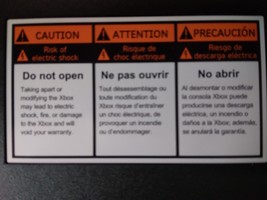 CAUTION
Risk of
electric shock
Do not open
Taking apart or
modifying the Xbox
may lead to electric
shock, fire, or damage
to the Xbox and will
void your warranty.
ATTENTION
Risque de
choc électrique
Ne pas ouvrir
Tout désassemblage ou
toute modification du
Xbox risque d'entraîner
un choc électrique, de
provoquer un incendie
ou d'endommager.
PRECAUCIÓN
Riesgo de
descarga eléctrica
No abrir
Al desmontar o modificar
la consola Xbox puede
producirse una descarga
eléctrica, un incendio o
daños a la Xbox; además,
se anulará la garantía.